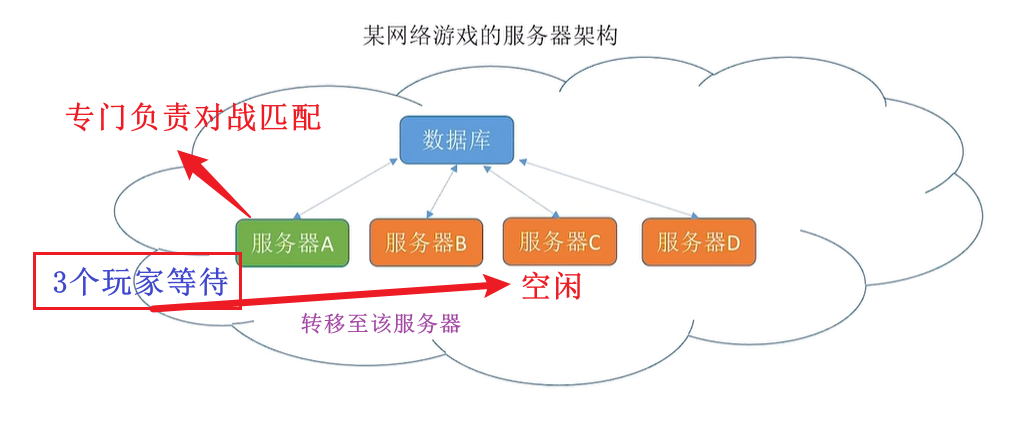 某网络游戏的服务器架构
专门负责对战匹配
数据库
服务器A
服务器B
服务器C
服务器D
3个玩家等待
空闲
转移至该服务器